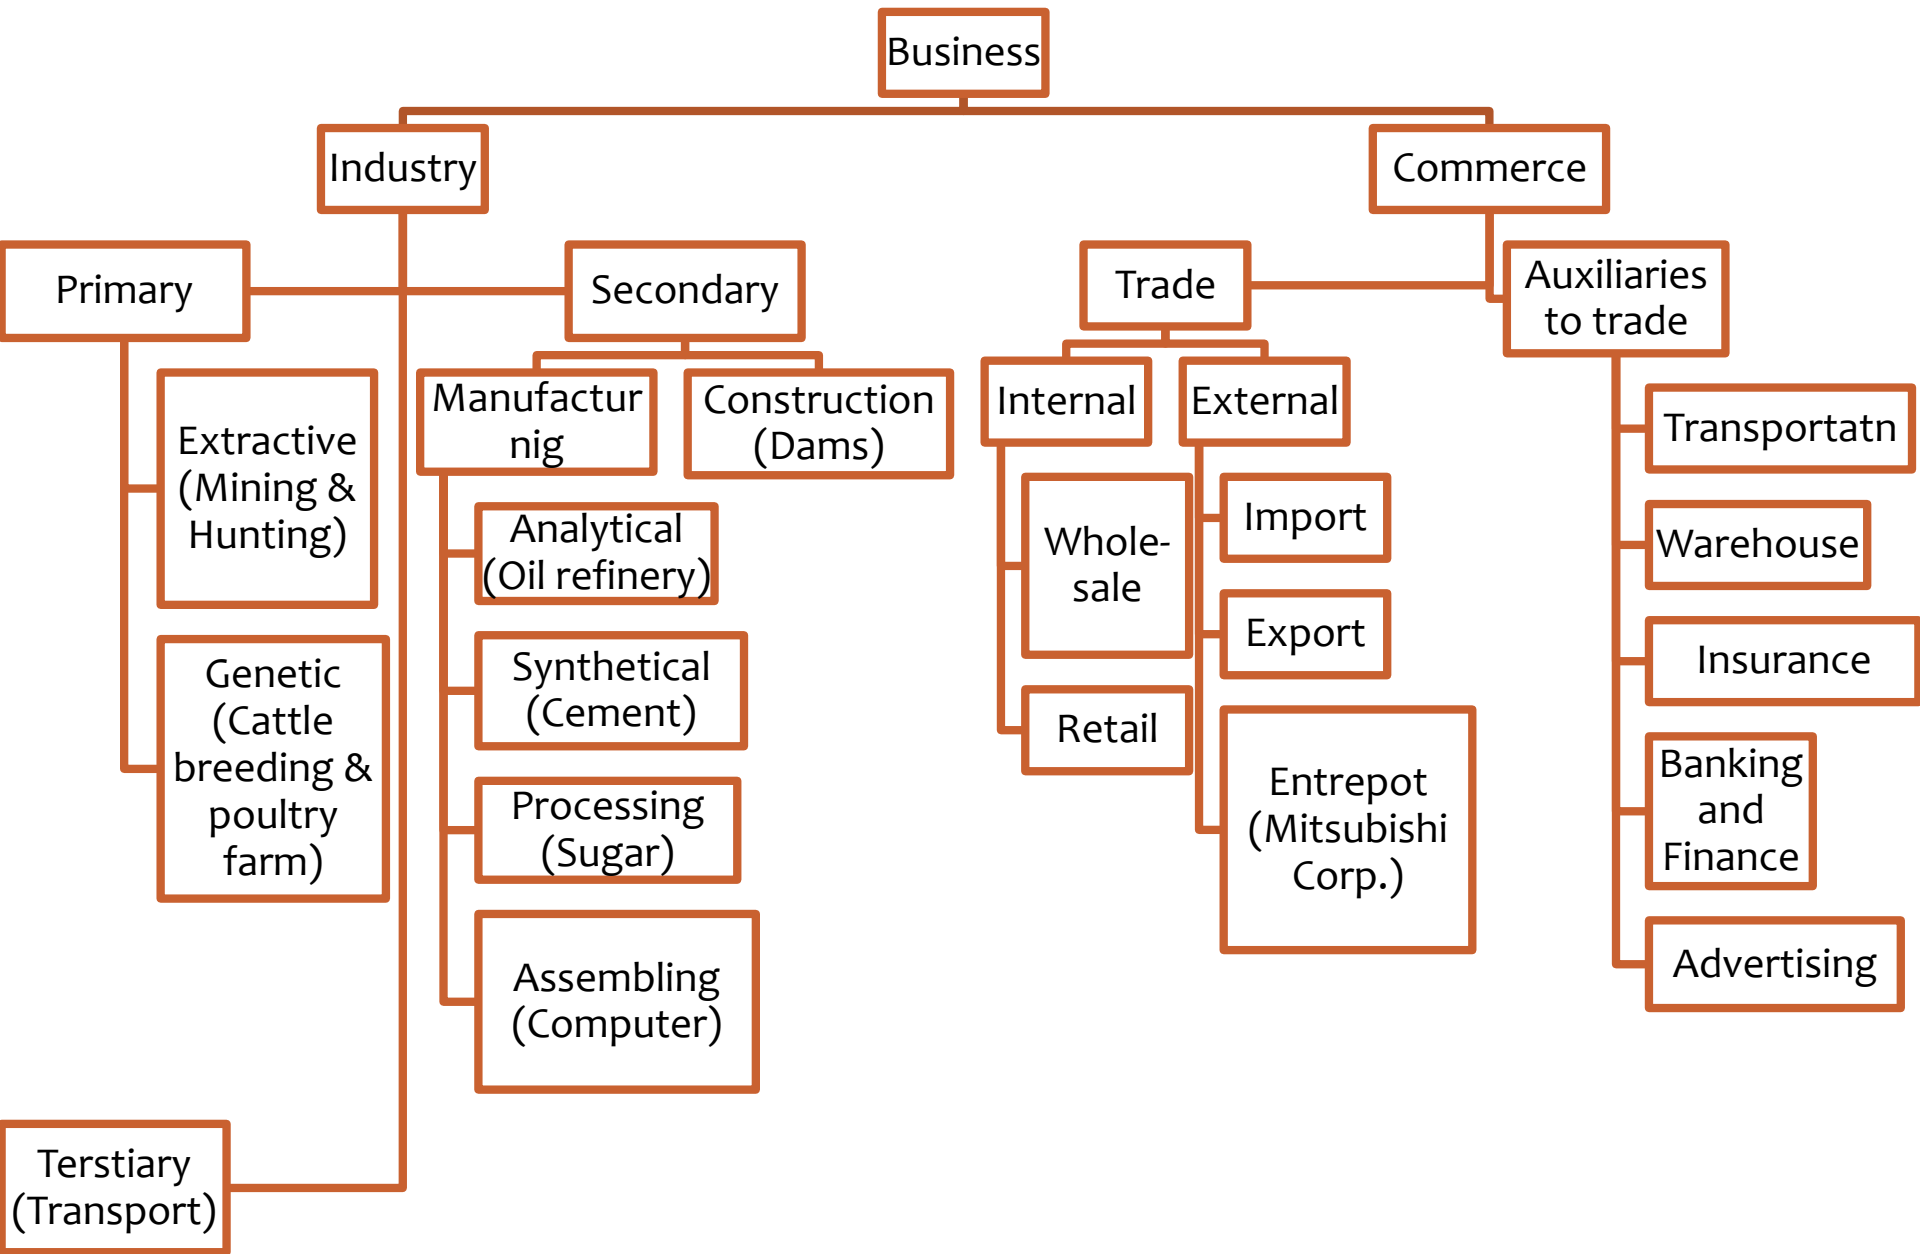 Business
Industry
Commerce
Primary
Secondary
Trade
Auxiliaries
to trade
Extractive
(Mining &
Hunting)
Genetic
(Cattle
breeding &
poultry
farm)
Manufactur
nig
Construction
(Dams)
Analytical
(Oil refinery)
Synthetical
(Cement)
Processing
(Sugar)
Assembling
(Computer)
Internal
External
Whole-
sale
Retail
Import
Export
Entrepot
(Mitsubishi
Corp.)
Transportatn
Warehouse
Insurance
Banking
and
Finance
Advertising
Terstiary
(Transport)